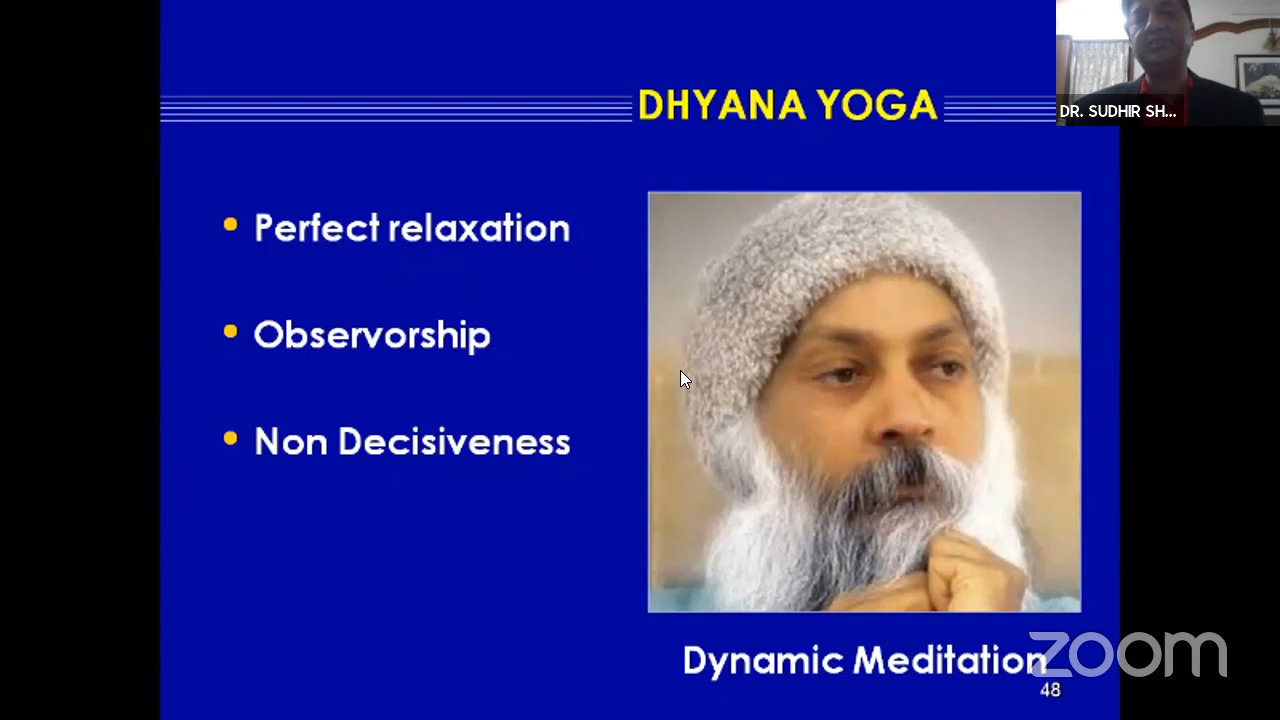 DHYANA YOGA
DR. SUDHIR SH...
Perfect relaxation
Observorship
Non Decisiveness
Dynamic Meditation
zoom
48